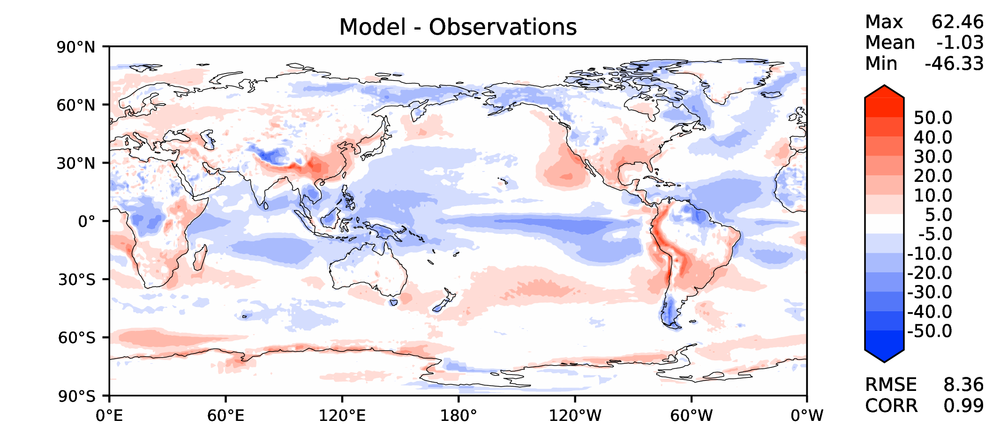 Model - Observations
Max 62.46
Mean -1.03
Min -46.33
90°N
60°N
30°N
0°
30°S
60°S
90°S
0°E 60°E 120°E 180° 120°W 60°W 0°W
50.0
40.0
30.0
20.0
10.0
5.0
-5.0
-10.0
-20.0
-30.0
-40.0
-50.0
RMSE 8.36
CORR 0.99